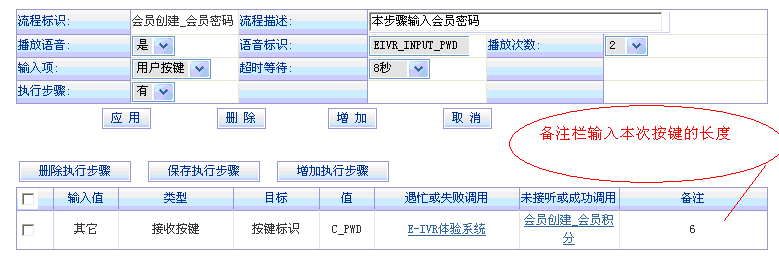 流程标识: 会员创建_会员密码 流程描述: 本步骤输入会员密码
播放语音: 是 语音标识: EIVR_INPUT_PWD 播放次数: 2
输入项: 用户按键 超时等待: 8秒
执行步骤: 有
应 用 删 除 增 加 取 消
备注栏输入本次按键的长度
删除执行步骤 保存执行步骤 增加执行步骤
输入值 类型 目标 值 遇忙或失败调用 未接听或成功调用 备注
其它 接收按键 按键标识 C_PWD E-IVR体验系统 会员创建_会员积 6
分